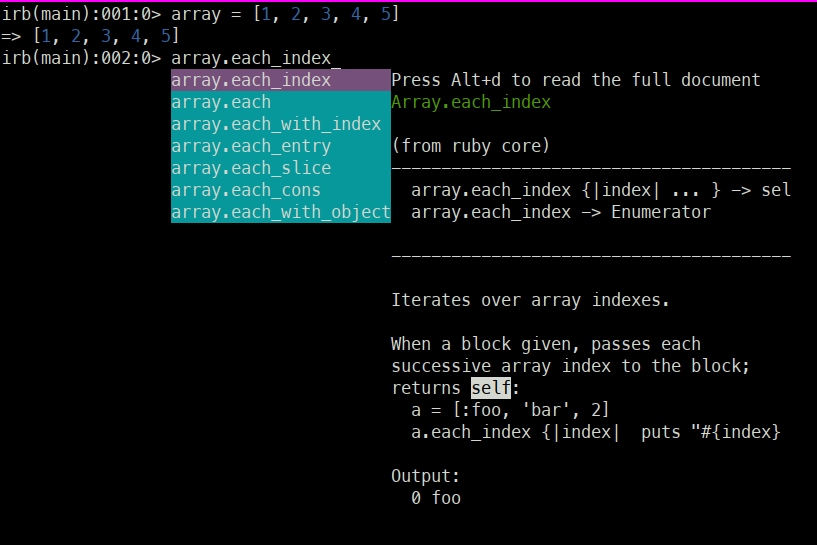 irb(main):001:0> array = [1, 2, 3, 4, 5]
=> [1, 2, 3, 4, 5]
irb(main):002:0> array.each_index_
array.each_index
array.each
array.each_with_index
array.each_entry
array.each_slice
array.each_cons
array.each_with_object
Press Alt+d to read the full document
Array.each_index
(from ruby core)
----------------------------------------
array.each_index {|index| ... } -> sel
array.each_index -> Enumerator
----------------------------------------
Iterates over array indexes.
When a block given, passes each
successive array index to the block;
returns self:
a = [:foo, 'bar', 2]
a.each_index {|index|  puts "#{index}
Output:
0 foo